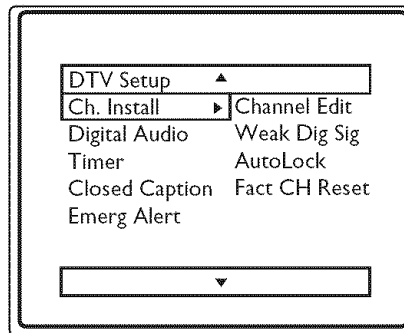 DTV Setup ▲
Ch. Install ▶ Channel Edit
Digital Audio Weak Dig Sig
Timer AutoLock
Closed Caption Fact CH Reset
Emerg Alert
▼